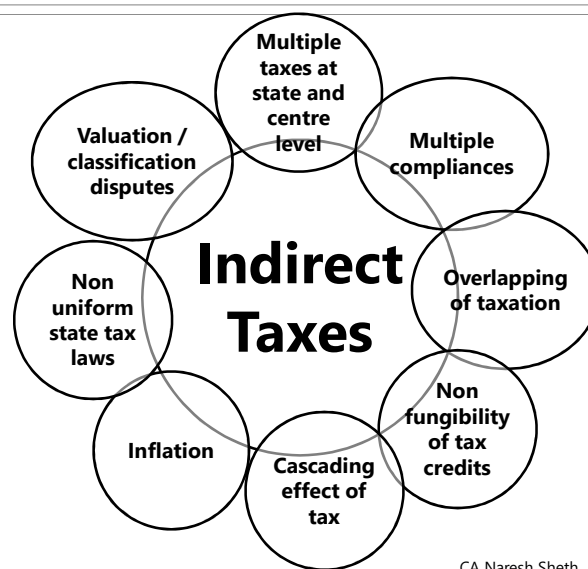 Multiple
taxes at
state and
centre
level
Multiple
compliances
Overlapping
of taxation
Non
fungibility
of tax
credits
Cascading
effect of
tax
Inflation
Non
uniform
state tax
laws
Valuation /
classification
disputes
Indirect
Taxes
CA Naresh Sheth